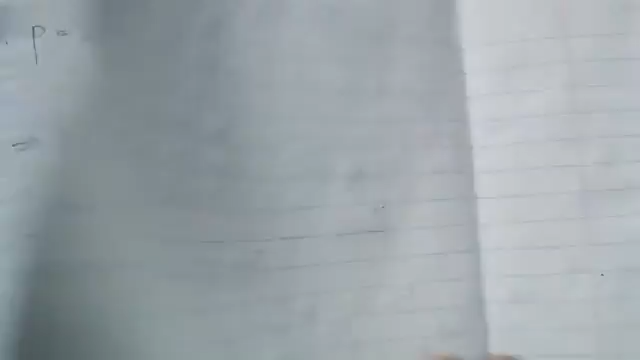 P=
=